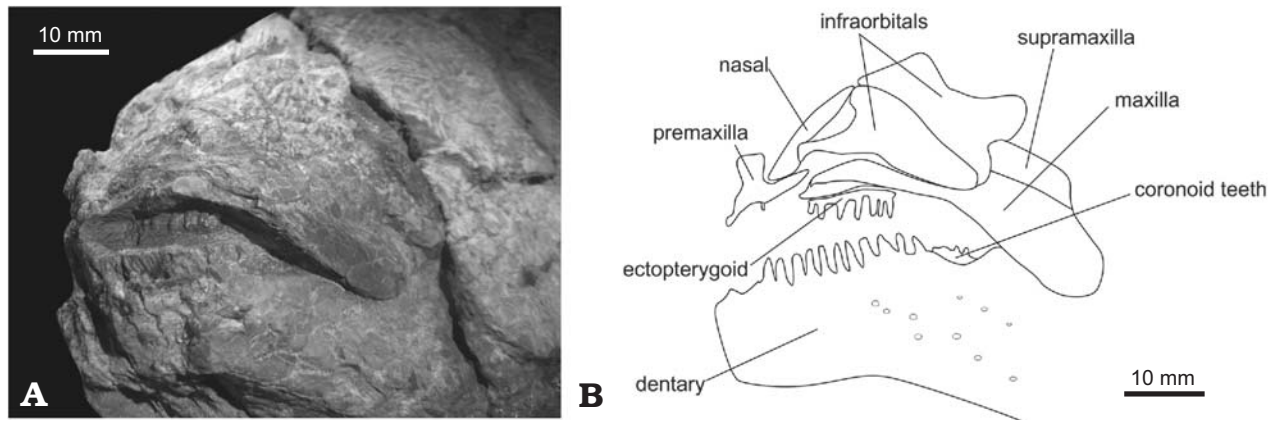 10 mm
A
infraorbitals
supramaxilla
nasal
maxilla
premaxilla
coronoid teeth
ectopterygoid
dentary
B
10 mm